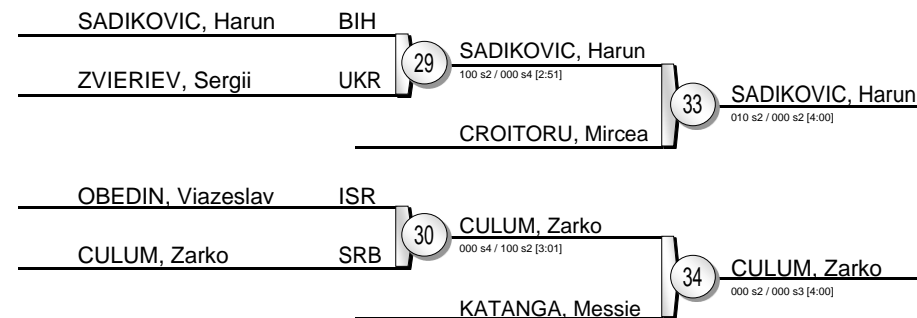 SADIKOVIC, Harun BIH
ZVIERIEV, Sergii UKR
29
SADIKOVIC, Harun
100 s2 / 000 s4 [2:51]
CROITORU, Mircea
33
SADIKOVIC, Harun
010 s2 / 000 s2 [4:00]
OBEDIN, Viazeslav ISR
CULUM, Zarko SRB
30
CULUM, Zarko
000 s4 / 100 s2 [3:01]
KATANGA, Messie
34
CULUM, Zarko
000 s2 / 000 s3 [4:00]